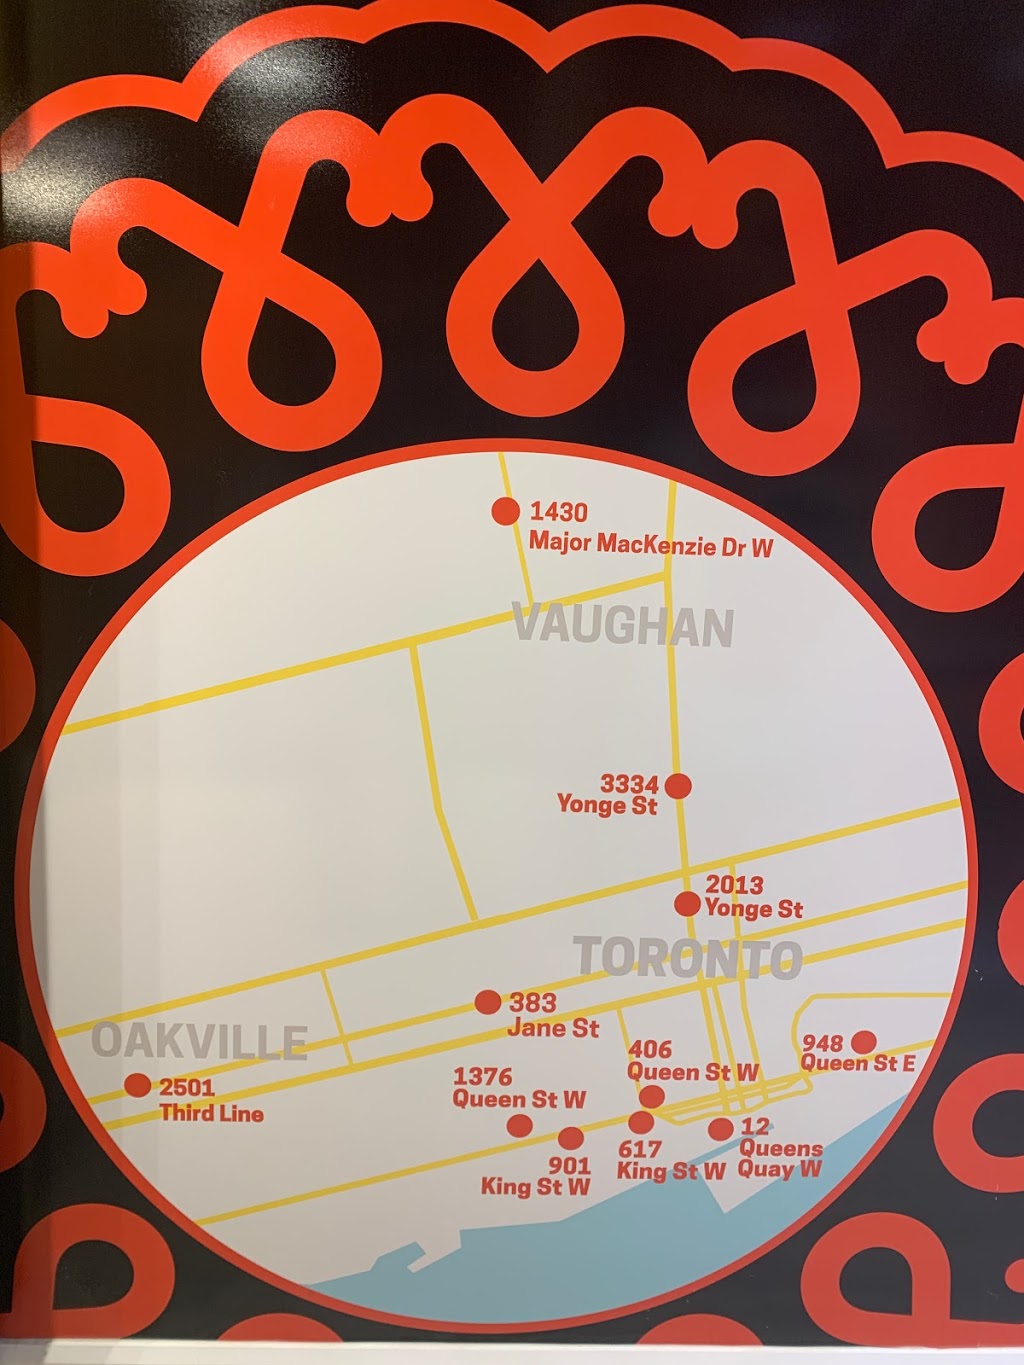 1430
Major MacKenzie Dr W
VAUGHAN
3334
Yonge St
2013
Yonge St
TORONTO
383
Jane St
OAKVILLE
2501
Third Line
406
Queen St W
948
Queen St E
1376
Queen St W
901
King St W
617
King St W
12
Queens
Quay W